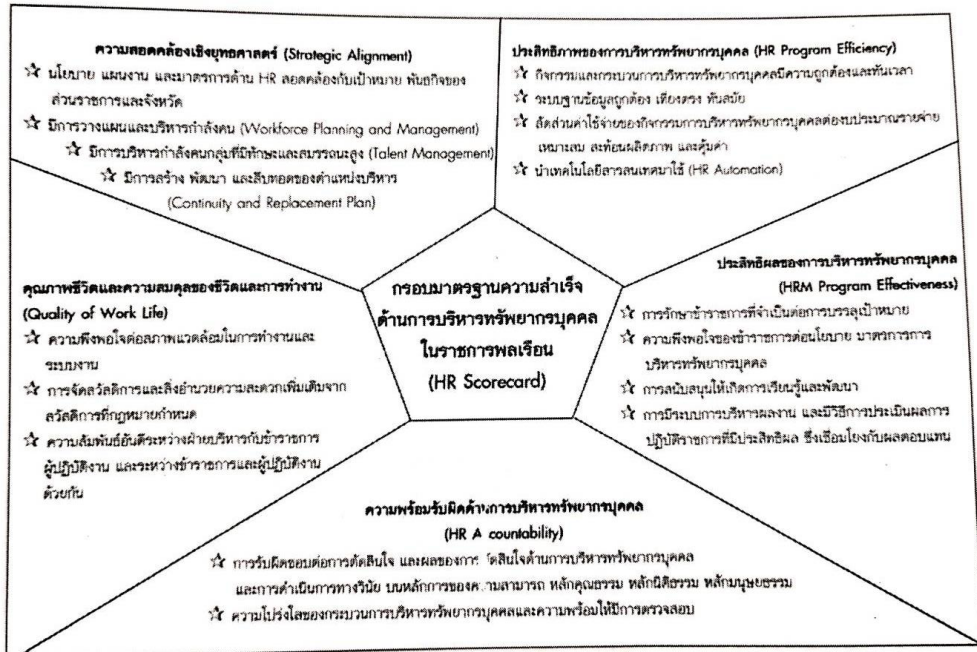 ความสอดคล้องเชิงยุทธศาสตร์ (Strategic Alignment)
☆ นโยบาย แผนงาน และมาตรการด้าน HR สอดคล้องกับเป้าหมาย พันธกิจของ
ส่วนราชการและจังหวัด
☆ มีการวางแผนและบริหารกำลังคน (Workforce Planning and Management)
☆ มีการบริหารกำลังคนกลุ่มที่มีทักษะและสมรรถนะสูง (Talent Management)
☆ มีการสร้าง พัฒนา และสืบทอดของตำแหน่งบริหาร
(Continuity and Replacement Plan)
ประสิทธิภาพของการบริหารทรัพยากรบุคคล (HR Program Efficiency)
☆ กิจกรรมและกระบวนการบริหารทรัพยากรบุคคลมีความถูกต้องและทันเวลา
☆ ระบบฐานข้อมูลถูกต้อง เที่ยงตรง ทันสมัย
☆ สัดส่วนค่าใช้จ่ายของกิจกรรมการบริหารทรัพยากรบุคคลต่องบประมาณรายจ่าย
เหมาะสม สะท้อนผลิตภาพ และคุ้มค่า
☆ นำเทคโนโลยีสารสนเทศมาใช้ (HR Automation)
คุณภาพชีวิตและความสมดุลของชีวิตและการทำงาน
(Quality of Work Life)
☆ ความพึงพอใจต่อสภาพแวดล้อมในการทำงานและ
ระบบงาน
☆ การจัดสวัสดิการและสิ่งอำนวยความสะดวกเพิ่มเติมจาก
สวัสดิการที่กฎหมายกำหนด
☆ ความสัมพันธ์อันดีระหว่างฝ่ายบริหารกับข้าราชการ
ผู้ปฏิบัติงาน และระหว่างข้าราชการและผู้ปฏิบัติงาน
ด้วยกัน
กรอบมาตรฐานความสำเร็จ
ด้านการบริหารทรัพยากรบุคคล
ในราชการพลเรือน
(HR Scorecard)
ประสิทธิผลของการบริหารทรัพยากรบุคคล
(HRM Program Effectiveness)
☆ การรักษาข้าราชการที่จำเป็นต่อการบรรลุเป้าหมาย
☆ ความพึงพอใจของข้าราชการต่อนโยบาย มาตรการการ
บริหารทรัพยากรบุคคล
☆ การสนับสนุนให้เกิดการเรียนรู้และพัฒนา
☆ การมีระบบการบริหารผลงาน และมีวิธีการประเมินผลการ
ปฏิบัติราชการที่มีประสิทธิผล ซึ่งเชื่อมโยงกับผลตอบแทน
ความพร้อมรับผิดด้านการบริหารทรัพยากรบุคคล
(HR A countability)
☆ การรับผิดชอบต่อการตัดสินใจ และผลของการ ตัดสินใจด้านการบริหารทรัพยากรบุคคล
และการดำเนินการทางวินัย บนหลักการของความสามารถ หลักคุณธรรม หลักนิติธรรม หลักมนุษยธรรม
☆ ความโปร่งใสของกระบวนการบริหารทรัพยากรบุคคลและความพร้อมให้มีการตรวจสอบ